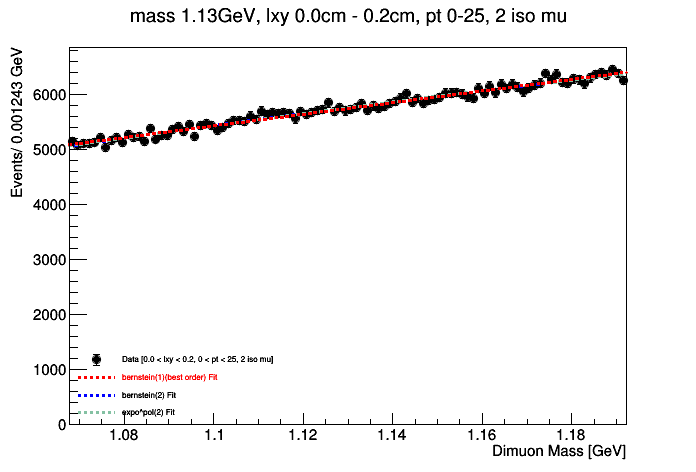 mass 1.13GeV, lxy 0.0cm - 0.2cm, pt 0-25, 2 iso mu
Events/ 0.001243 GeV
6000
5000
4000
3000
2000
1000
0
Data [0.0 < lxy < 0.2, 0 < pt < 25, 2 iso mu]
bernstein(1)(best order) Fit
bernstein(2) Fit
expo^pol(2) Fit
1.08 1.1 1.12 1.14 1.16 1.18
Dimuon Mass [GeV]